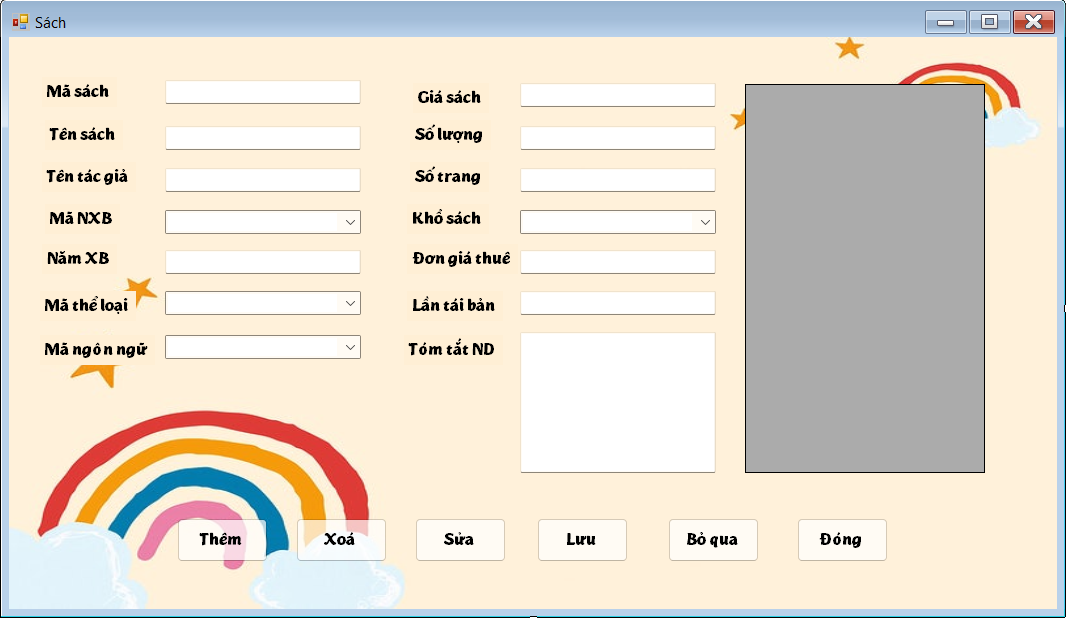 Sách
Mã sách
Tên sách
Tên tác giả
Mã NXB
Năm XB
Mã thể loại
Mã ngôn ngữ
Giá sách
Số lượng
Số trang
Khổ sách
Đơn giá thuê
Lần tái bản
Tóm tắt ND
Thêm
Xoá
Sửa
Lưu
Bỏ qua
Đóng